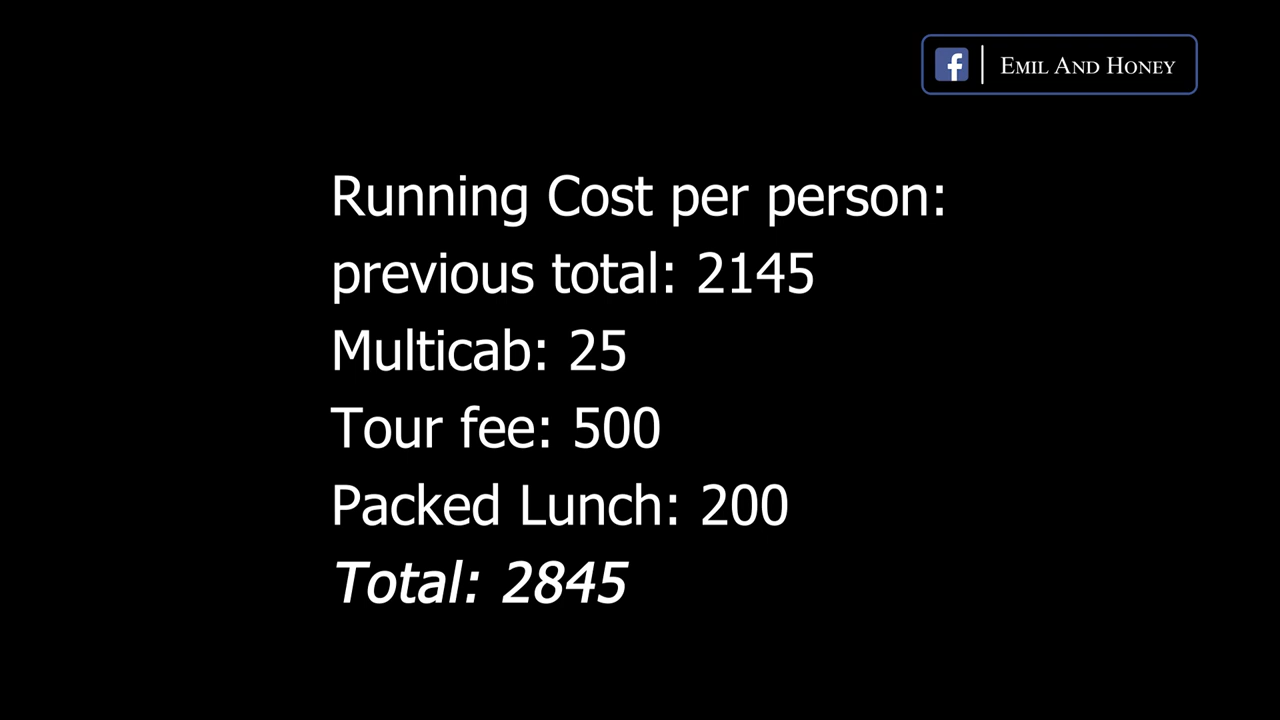 EMIL AND HONEY
Running Cost per person:
previous total: 2145
Multicab: 25
Tour fee: 500
Packed Lunch: 200
Total: 2845